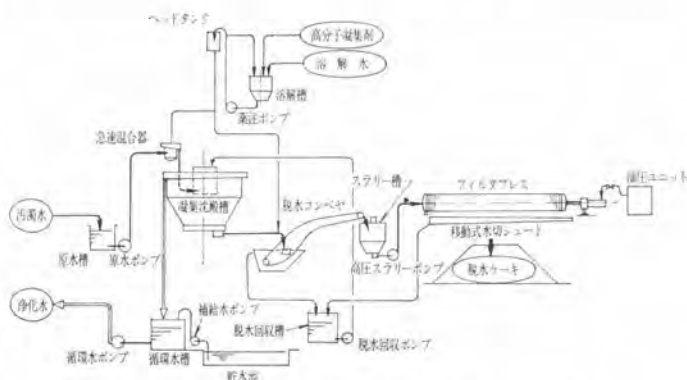 ヘッドタンク
高分子凝集剤
溶解水
溶解槽
薬注ポンプ
急速混合器
スラリー槽
フィルタプレス
油圧ユニット
脱水コンベヤ
凝集沈澱槽
汚濁水
原水槽
原水ポンプ
移動式水切シュート
高圧スラリーポンプ
脱水ケーキ
浄化水
補給水ポンプ
脱水回収槽
循環水ポンプ
循環水槽
脱水回収ポンプ
貯水池